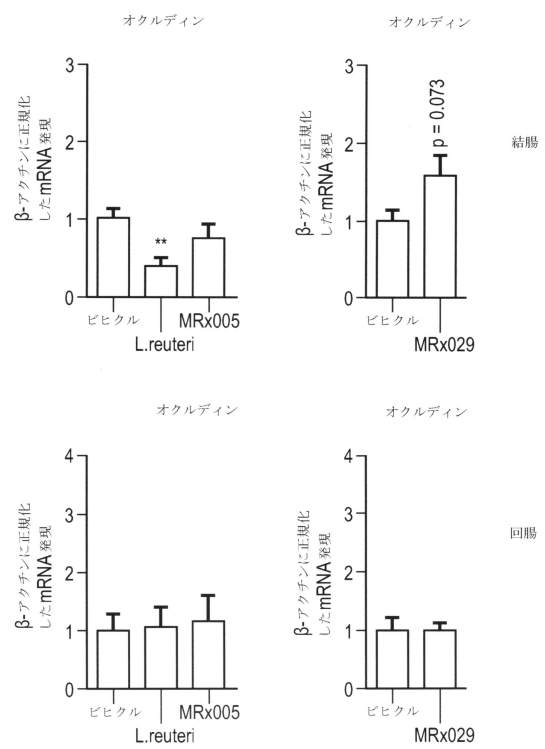 オクルディン
β-アクチンに正規化
したmRNA発現
3
2
1
0
**
ビヒクル
L.reuteri
MRx005
オクルディン
β-アクチンに正規化
したmRNA発現
3
2
1
0
p = 0.073
ビヒクル
MRx029
結腸
オクルディン
β-アクチンに正規化
したmRNA発現
4
3
2
1
0
ビヒクル
L.reuteri
MRx005
オクルディン
β-アクチンに正規化
したmRNA発現
4
3
2
1
0
ビヒクル
MRx029
回腸